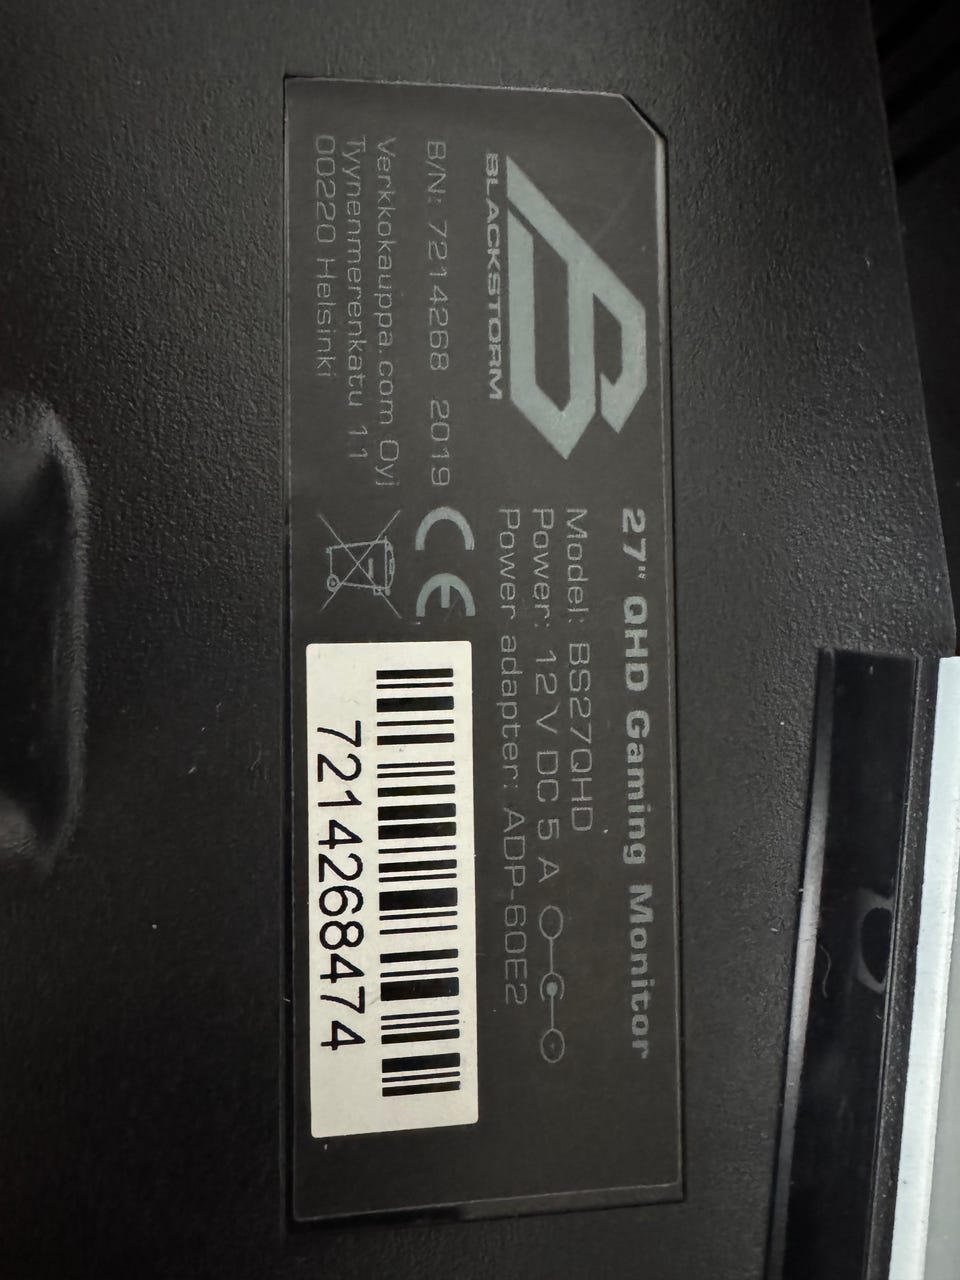 BLACKSTORM
27" QHD Gaming Monitor
Model: BS27QHD
Power: 12 V DC 5 A
Power adapter: ADP-60E2
B/N: 7214268 2019
Verkkokauppa.com Oyj
Tyynenmerenkatu 11
00220 Helsinki
CE
7214268474